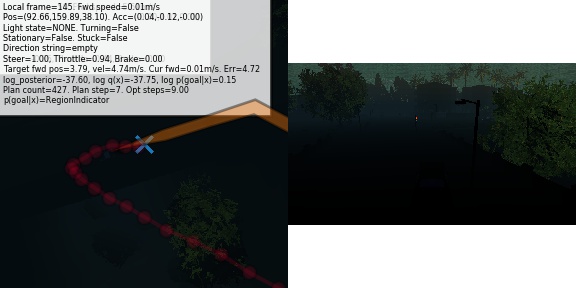 Local frame=145: Fwd speed=0.01m/s
Pos=(92.66,159.89,38.10). Acc=(0.04,-0.12,-0.00)
Light state=NONE. Turning=False
Stationary=False. Stuck=False
Direction string=empty
Steer=1.00, Throttle=0.94, Brake=0.00
Target fwd pos=3.79, vel=4.74m/s. Cur fwd=0.01m/s. Err=4.72
log_posterior=-37.60, log q(x)=-37.75, log p(goal|x)=0.15
Plan count=427. Plan step=7. Opt steps=9.00
p(goal|x)=RegionIndicator